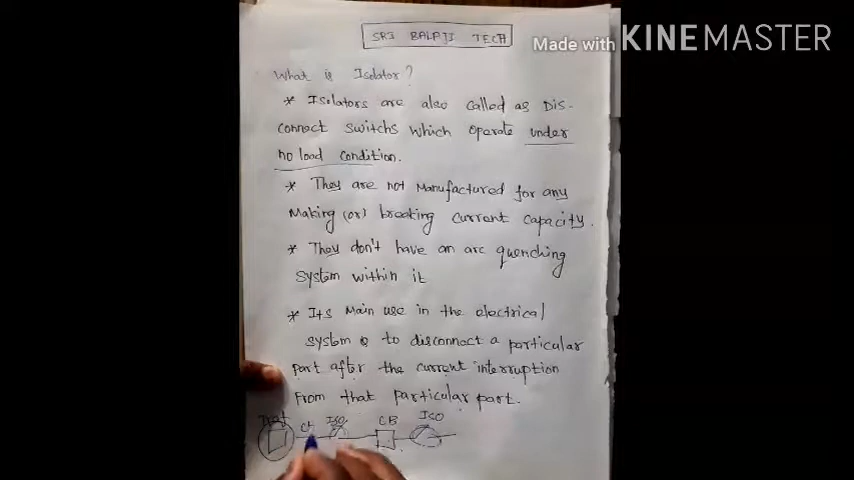 SRI BALAJI TECH
Made with KINEMASTER
What is Isolator?
* Isolators are also called as Dis-
connect switchs which operate under
no load condition.
* They are not Manufactured for any
Making (or) breaking current capacity.
* They don't have an arc quenching
system within it
* Its Main use in the electrical
system is to disconnect a particular
part after the current interruption
From that particular part.
ISO CB ISO